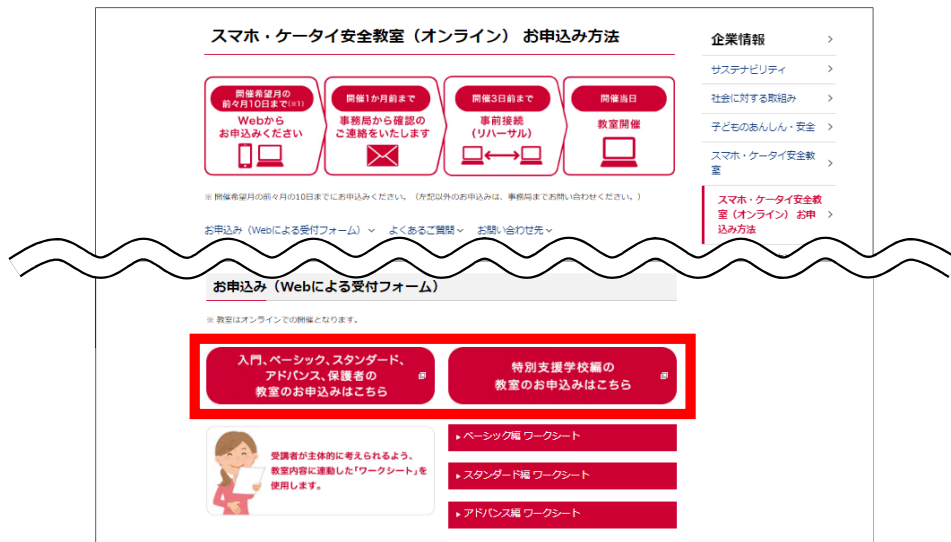 スマホ・ケータイ安全教室（オンライン） お申込み方法
開催希望月の
前々月10日まで(※1)
Webから
お申込みください
開催1か月前まで
事務局から確認の
ご連絡をいたします
開催3日前まで
事前接続
(リハーサル)
開催当日
教室開催
※ 開催希望月の前々月の10日までにお申込みください。（左記以外のお申込みは、事務局までお問い合わせください。）
お申込み（Webによる受付フォーム） よくあるご質問 お問い合わせ先
企業情報
サステナビリティ
社会に対する取組み
子どものあんしん・安全
スマホ・ケータイ安全教
室
スマホ・ケータイ安全教
室（オンライン） お申
込み方法
お申込み（Webによる受付フォーム）
※ 教室はオンラインでの開催となります。
入門、ベーシック、スタンダード、
アドバンス、保護者の
教室のお申込みはこちら
特別支援学校編の
教室のお申込みはこちら
受講者が主体的に考えられるよう、
教室内容に連動した「ワークシート」を
使用します。
ベーシック編 ワークシート
スタンダード編 ワークシート
アドバンス編 ワークシート